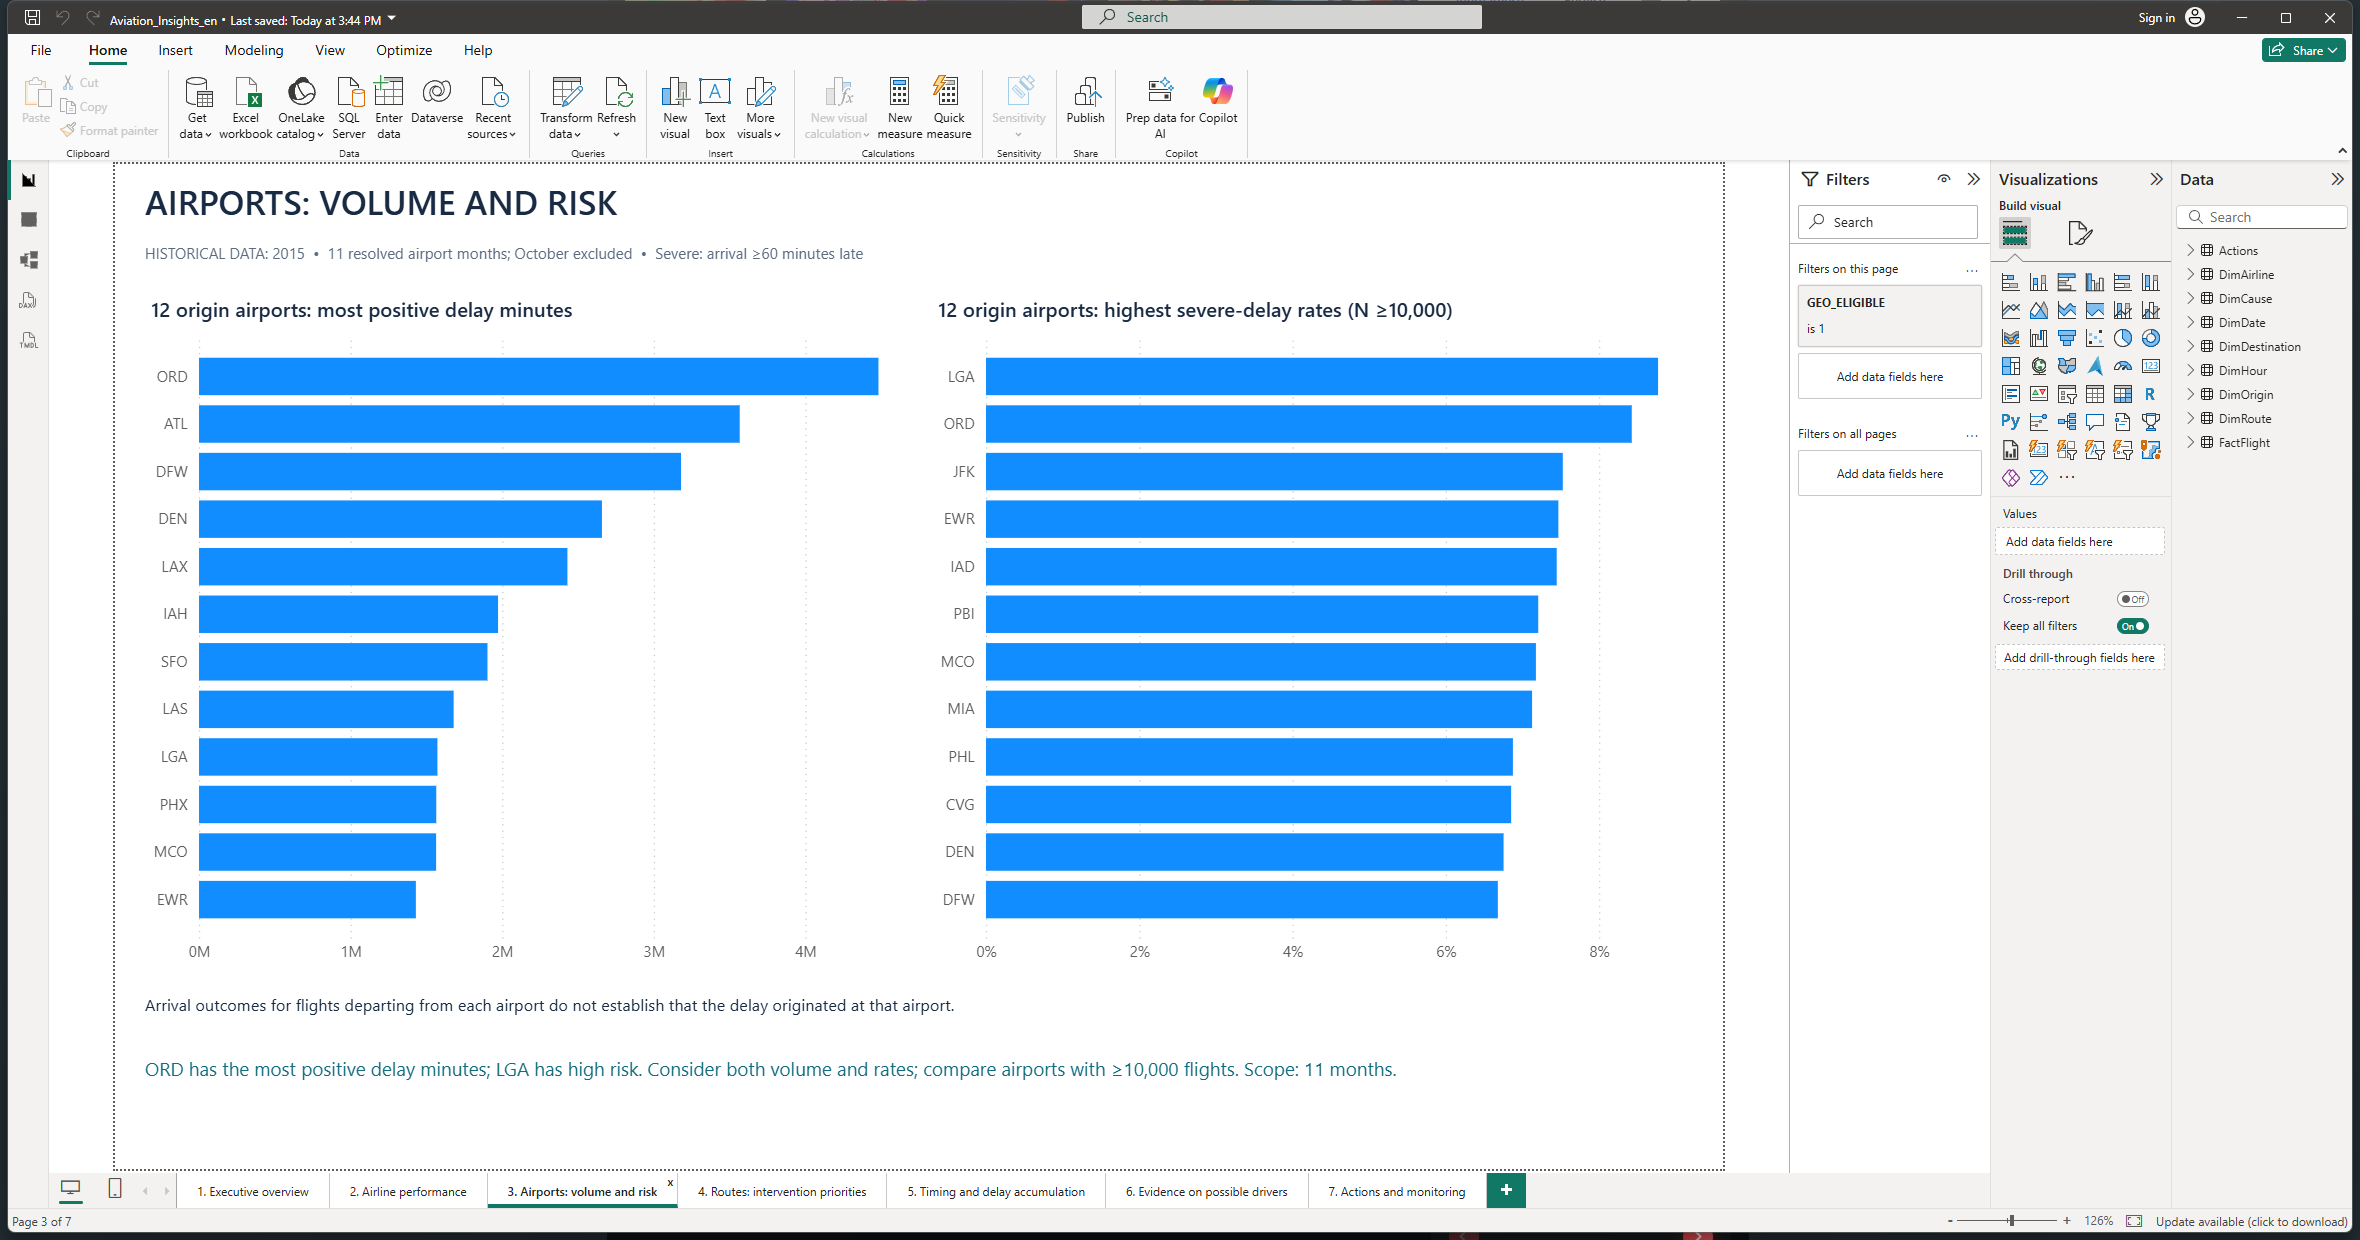 Aviation_Insights_en • Last saved: Today at 3:44 PM
Search
Sign in
File Home Insert Modeling View Optimize Help
Share
Paste
Cut
Copy
Format painter
Clipboard
Get data
Excel workbook
OneLake catalog
SQL Server
Enter data
Dataverse
Recent sources
Data
Transform data
Refresh
Queries
New visual
Text box
More visuals
Insert
New visual calculation
New measure
Quick measure
Calculations
Sensitivity
Sensitivity
Publish
Share
Prep data for AI
Copilot
Copilot
DAX
TMDL
AIRPORTS: VOLUME AND RISK
HISTORICAL DATA: 2015 • 11 resolved airport months; October excluded • Severe: arrival ≥60 minutes late
12 origin airports: most positive delay minutes
ORD
ATL
DFW
DEN
LAX
IAH
SFO
LAS
LGA
PHX
MCO
EWR
0M 1M 2M 3M 4M
12 origin airports: highest severe-delay rates (N ≥10,000)
LGA
ORD
JFK
EWR
IAD
PBI
MCO
MIA
PHL
CVG
DEN
DFW
0% 2% 4% 6% 8%
Arrival outcomes for flights departing from each airport do not establish that the delay originated at that airport.
ORD has the most positive delay minutes; LGA has high risk. Consider both volume and rates; compare airports with ≥10,000 flights. Scope: 11 months.
Filters
Search
Filters on this page
GEO_ELIGIBLE
is 1
Add data fields here
Filters on all pages
Add data fields here
Visualizations
Build visual
123
R
Py
123
Values
Add data fields here
Drill through
Cross-report Off
Keep all filters On
Add drill-through fields here
Data
Search
Actions
DimAirline
DimCause
DimDate
DimDestination
DimHour
DimOrigin
DimRoute
FactFlight
1. Executive overview
2. Airline performance
3. Airports: volume and risk x
4. Routes: intervention priorities
5. Timing and delay accumulation
6. Evidence on possible drivers
7. Actions and monitoring
+
Page 3 of 7
- + 126% Update available (click to download)